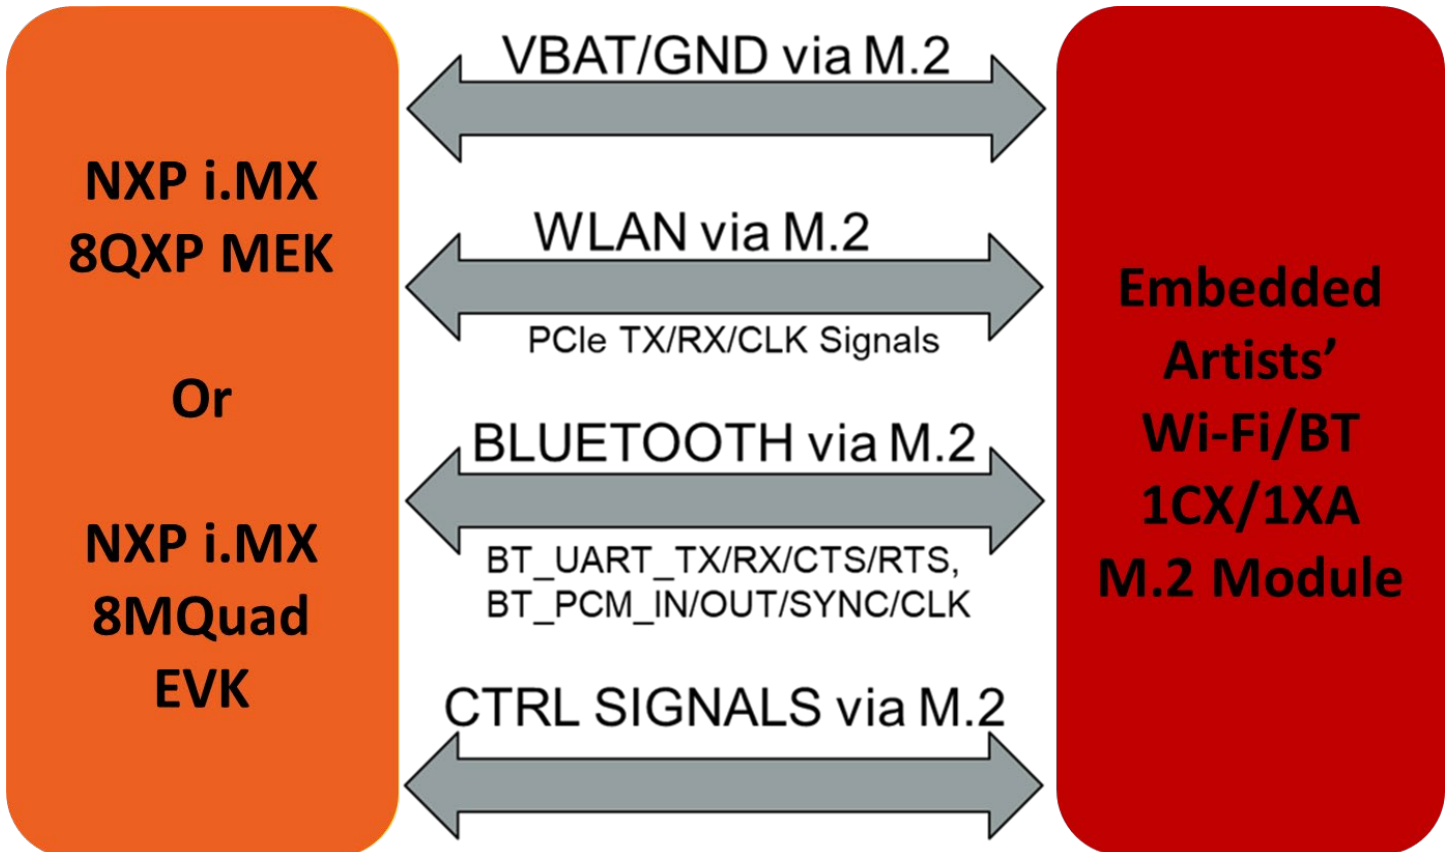 NXP i.MX
8QXP MEK
Or
NXP i.MX
8MQuad
EVK
VBAT/GND via M.2
WLAN via M.2
PCIe TX/RX/CLK Signals
BLUETOOTH via M.2
BT_UART_TX/RX/CTS/RTS,
BT_PCM_IN/OUT/SYNC/CLK
CTRL SIGNALS via M.2
Embedded
Artists’
Wi-Fi/BT
1CX/1XA
M.2 Module